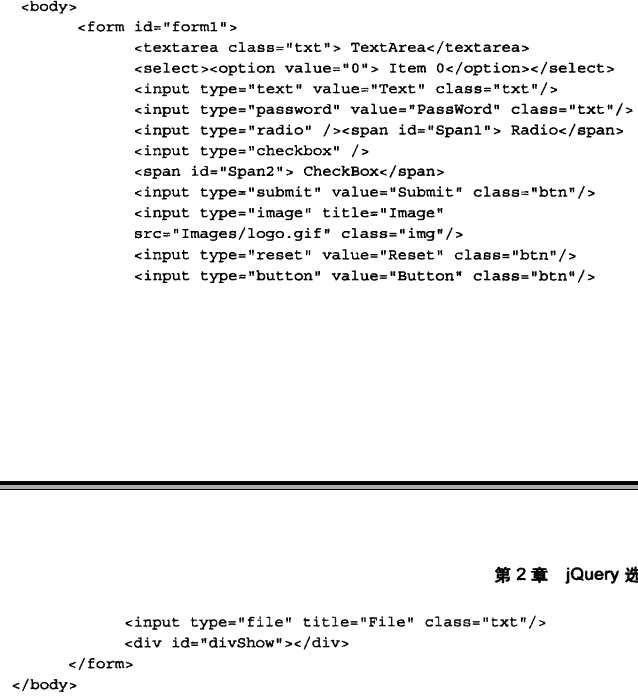 <body>
<form id="form1">
<textarea class="txt"> TextArea</textarea>
<select><option value="0"> Item 0</option></select>
<input type="text" value="Text" class="txt"/>
<input type="password" value="PassWord" class="txt"/>
<input type="radio" /><span id="Span1"> Radio</span>
<input type="checkbox" />
<span id="Span2"> CheckBox</span>
<input type="submit" value="Submit" class="btn"/>
<input type="image" title="Image"
src="Images/logo.gif" class="img"/>
<input type="reset" value="Reset" class="btn"/>
<input type="button" value="Button" class="btn"/>
第 2 章 jQuery 选
<input type="file" title="File" class="txt"/>
<div id="divShow"></div>
</form>
</body>